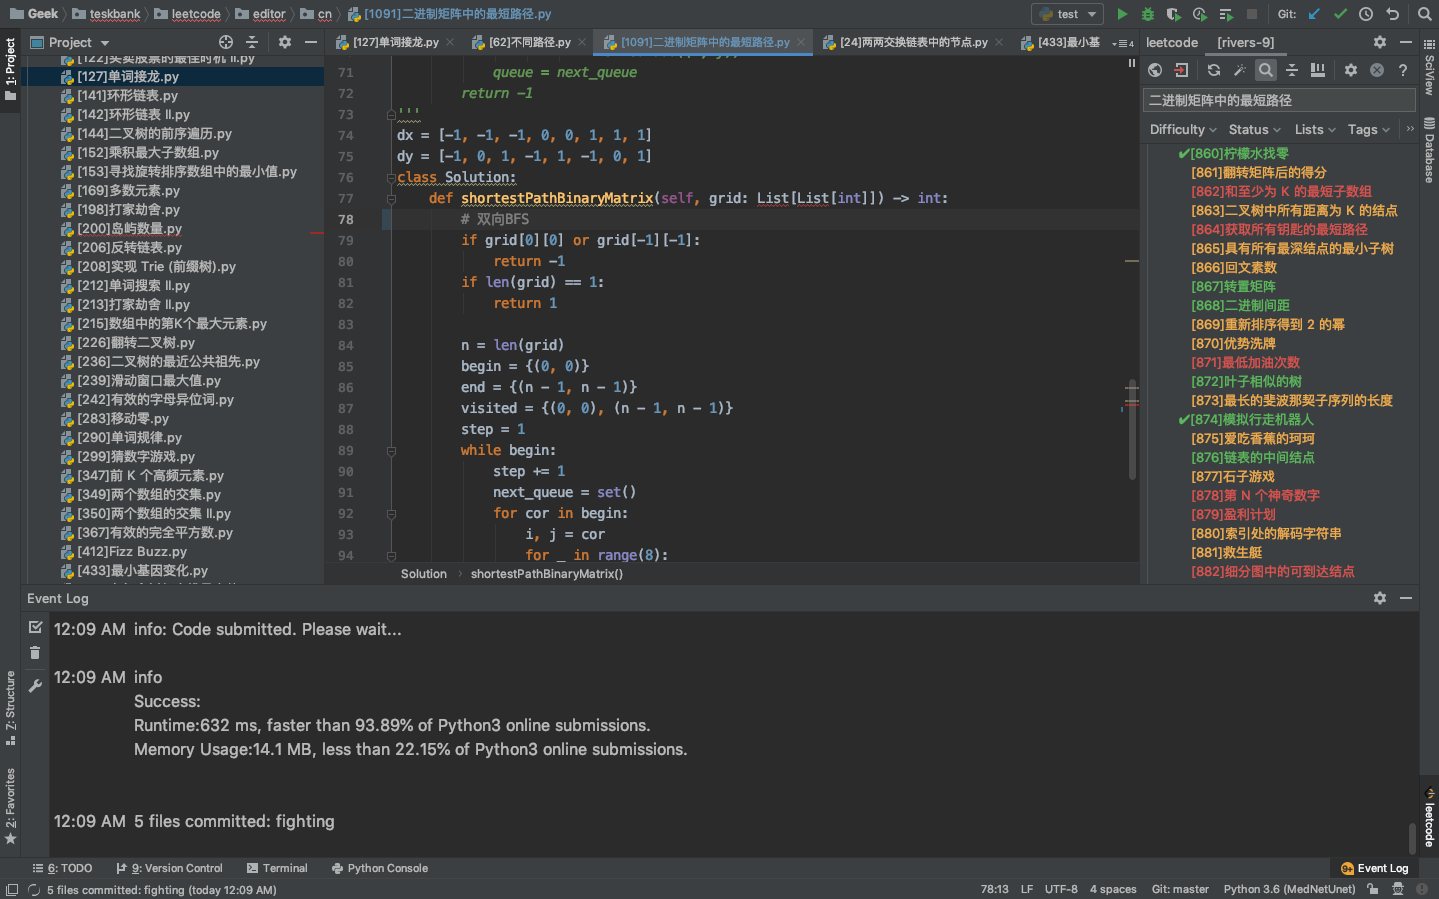 Geek
teskbank
leetcode
editor
cn
[1091]二进制矩阵中的最短路径.py
test
Git:
1: Project
Project
[127]单词接龙.py
[62]不同路径.py
[1091]二进制矩阵中的最短路径.py
[24]两两交换链表中的节点.py
[433]最小基
4
leetcode
[rivers-9]
[122]买卖股票的最佳时机 II.py
[127]单词接龙.py
[141]环形链表.py
[142]环形链表 II.py
[144]二叉树的前序遍历.py
[152]乘积最大子数组.py
[153]寻找旋转排序数组中的最小值.py
[169]多数元素.py
[198]打家劫舍.py
[200]岛屿数量.py
[206]反转链表.py
[208]实现 Trie (前缀树).py
[212]单词搜索 II.py
[213]打家劫舍 II.py
[215]数组中的第K个最大元素.py
[226]翻转二叉树.py
[236]二叉树的最近公共祖先.py
[239]滑动窗口最大值.py
[242]有效的字母异位词.py
[283]移动零.py
[290]单词规律.py
[299]猜数字游戏.py
[347]前 K 个高频元素.py
[349]两个数组的交集.py
[350]两个数组的交集 II.py
[367]有效的完全平方数.py
[412]Fizz Buzz.py
[433]最小基因变化.py
71 queue = next_queue
72 return -1
73 '''
74 dx = [-1, -1, -1, 0, 0, 1, 1, 1]
75 dy = [-1, 0, 1, -1, 1, -1, 0, 1]
76 class Solution:
77 def shortestPathBinaryMatrix(self, grid: List[List[int]]) -> int:
78 # 双向BFS
79 if grid[0][0] or grid[-1][-1]:
80 return -1
81 if len(grid) == 1:
82 return 1
83
84 n = len(grid)
85 begin = {(0, 0)}
86 end = {(n - 1, n - 1)}
87 visited = {(0, 0), (n - 1, n - 1)}
88 step = 1
89 while begin:
90 step += 1
91 next_queue = set()
92 for cor in begin:
93 i, j = cor
94 for _ in range(8):
Solution
shortestPathBinaryMatrix()
二进制矩阵中的最短路径
Difficulty
Status
Lists
Tags
[860]柠檬水找零
[861]翻转矩阵后的得分
[862]和至少为 K 的最短子数组
[863]二叉树中所有距离为 K 的结点
[864]获取所有钥匙的最短路径
[865]具有所有最深结点的最小子树
[866]回文素数
[867]转置矩阵
[868]二进制间距
[869]重新排序得到 2 的幂
[870]优势洗牌
[871]最低加油次数
[872]叶子相似的树
[873]最长的斐波那契子序列的长度
[874]模拟行走机器人
[875]爱吃香蕉的珂珂
[876]链表的中间结点
[877]石子游戏
[878]第 N 个神奇数字
[879]盈利计划
[880]索引处的解码字符串
[881]救生艇
[882]细分图中的可到达结点
SciView
Database
leetcode
Event Log
12:09 AM info: Code submitted. Please wait...
12:09 AM info
Success:
Runtime:632 ms, faster than 93.89% of Python3 online submissions.
Memory Usage:14.1 MB, less than 22.15% of Python3 online submissions.
12:09 AM 5 files committed: fighting
Z: Structure
2: Favorites
6: TODO
9: Version Control
Terminal
Python Console
9+ Event Log
5 files committed: fighting (today 12:09 AM)
78:13
LF
UTF-8
4 spaces
Git: master
Python 3.6 (MedNetUnet)